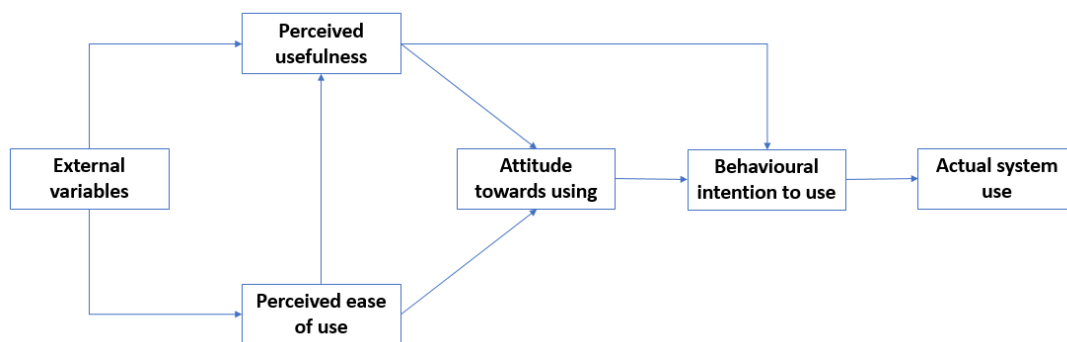 Perceived
usefulness
External
variables
Attitude
towards using
Behavioural
intention to use
Actual system
use
Perceived ease
of use